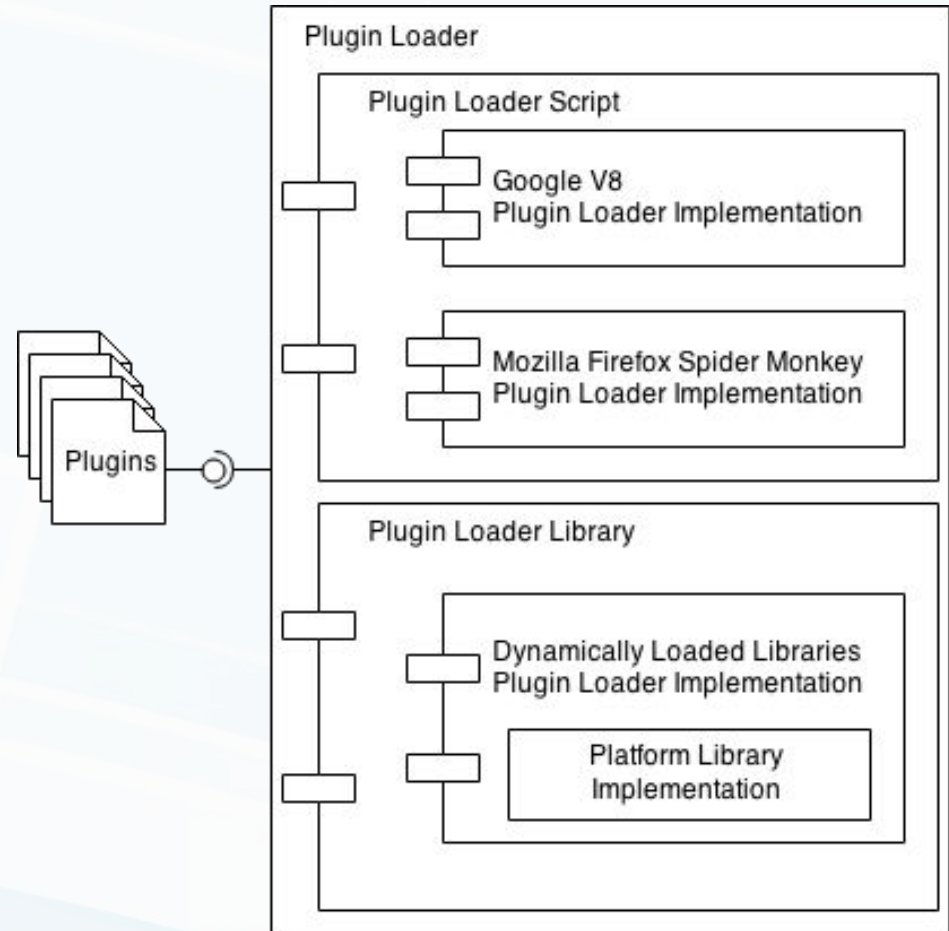 Plugin Loader
Plugin Loader Script
Google V8
Plugin Loader Implementation
Mozilla Firefox Spider Monkey
Plugin Loader Implementation
Plugins
Plugin Loader Library
Dynamically Loaded Libraries
Plugin Loader Implementation
Platform Library
Implementation